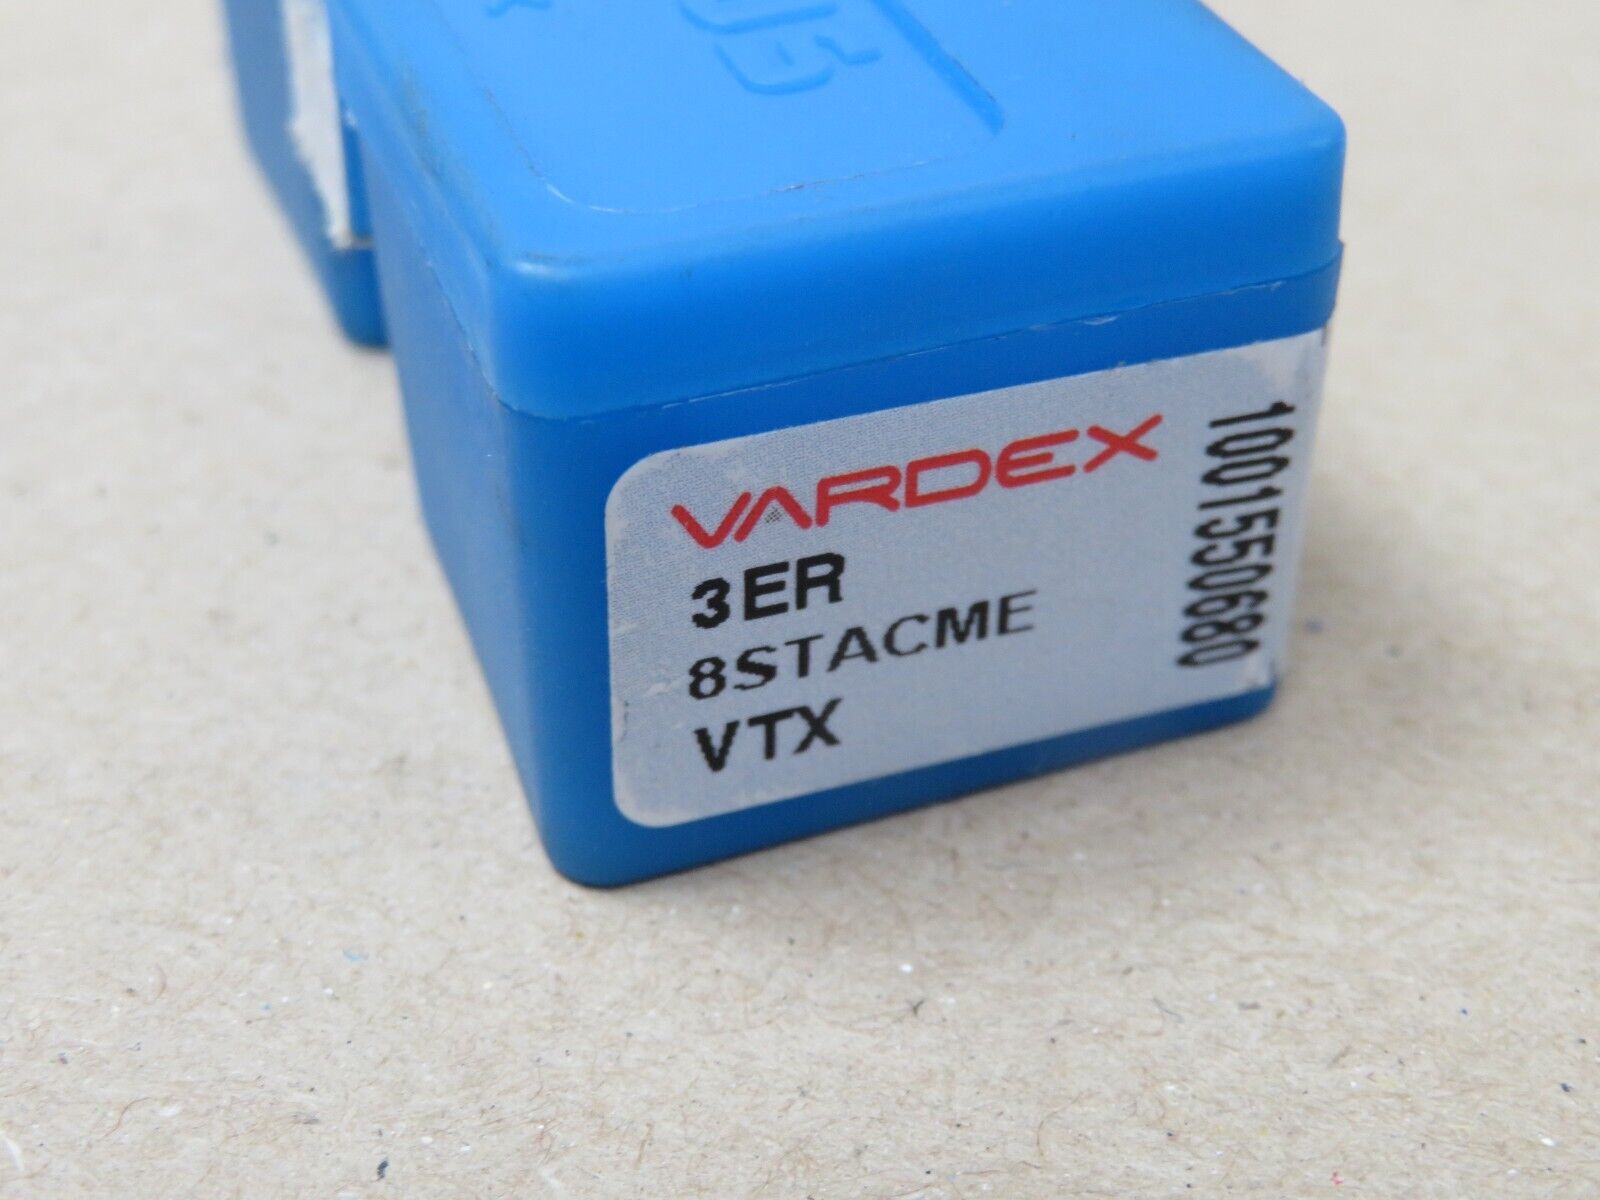 VARDEX
3ER
8STACME
VTX
1001550680